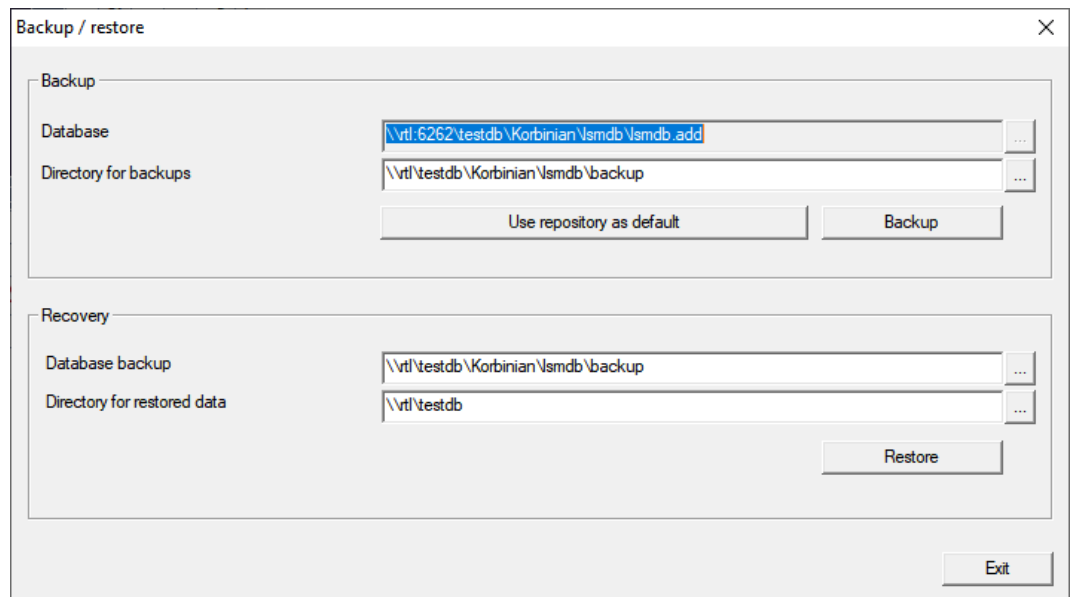 Backup / restore
Backup
Database
\\rtl:6262\testdb\Korbinian\lsmdb\lsmdb.add
...
Directory for backups
\\rtl\testdb\Korbinian\lsmdb\backup
...
Use repository as default
Backup
Recovery
Database backup
\\rtl\testdb\Korbinian\lsmdb\backup
...
Directory for restored data
\\rtl\testdb
...
Restore
Exit